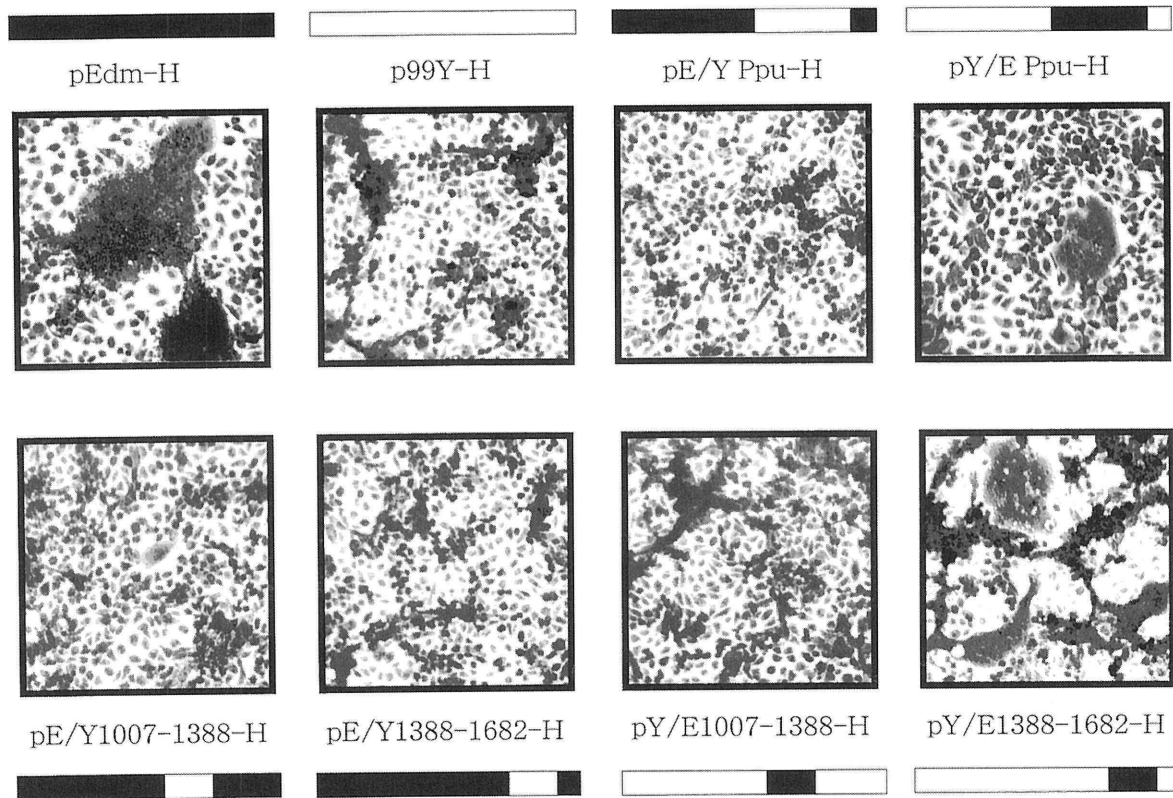 pEdm-H
p99Y-H
pE/Y Ppu-H
pY/E Ppu-H
pE/Y1007-1388-H
pE/Y1388-1682-H
pY/E1007-1388-H
pY/E1388-1682-H